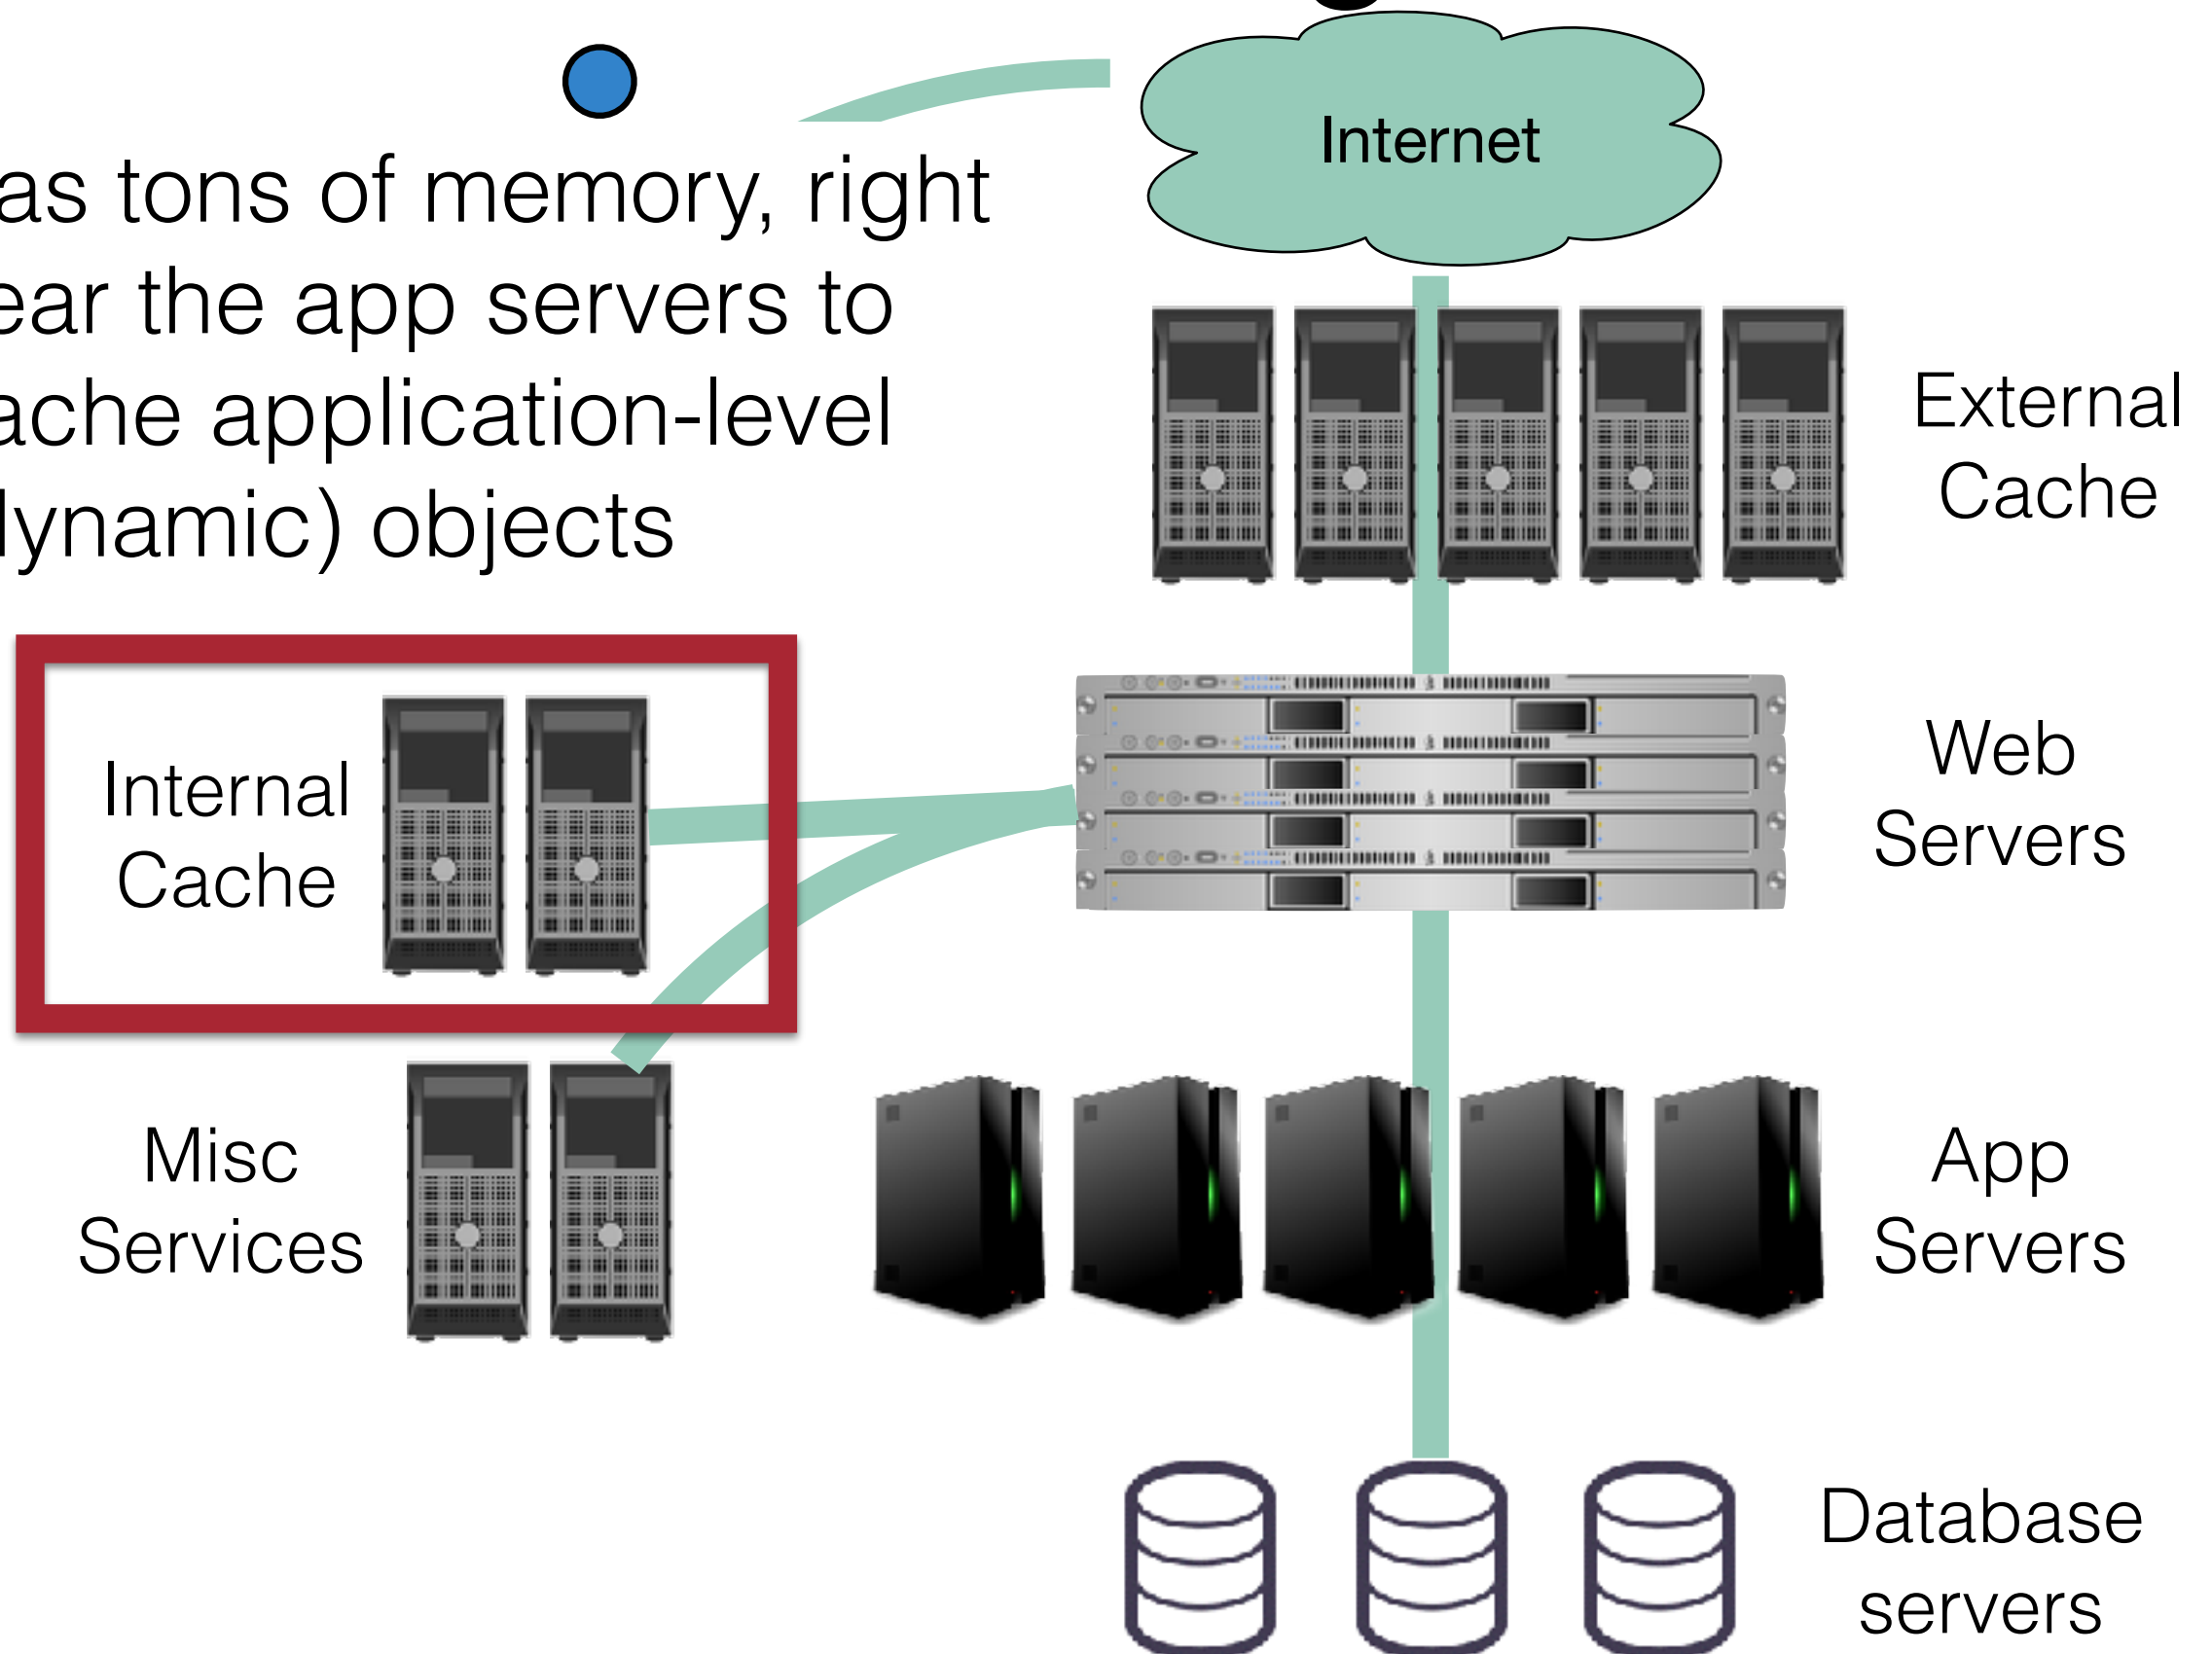 Internet
as tons of memory, right
ear the app servers to
ache application-level
lynamic) objects
External
Cache
Internal
Cache
Web
Servers
Misc
Services
App
Servers
Database
servers